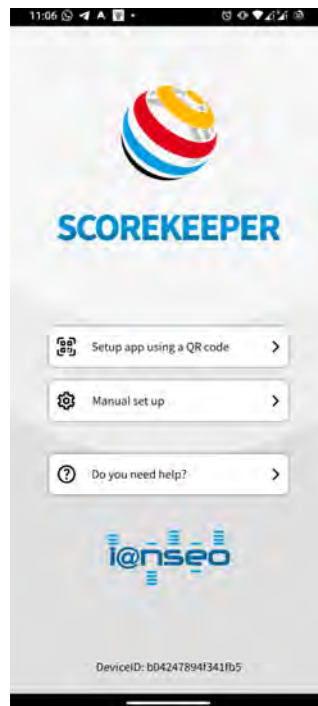 11:06
SCOREKEEPER
Setup app using a QR code
Manual set up
Do you need help?
i@nseo
DeviceID: b04247894f341fb5